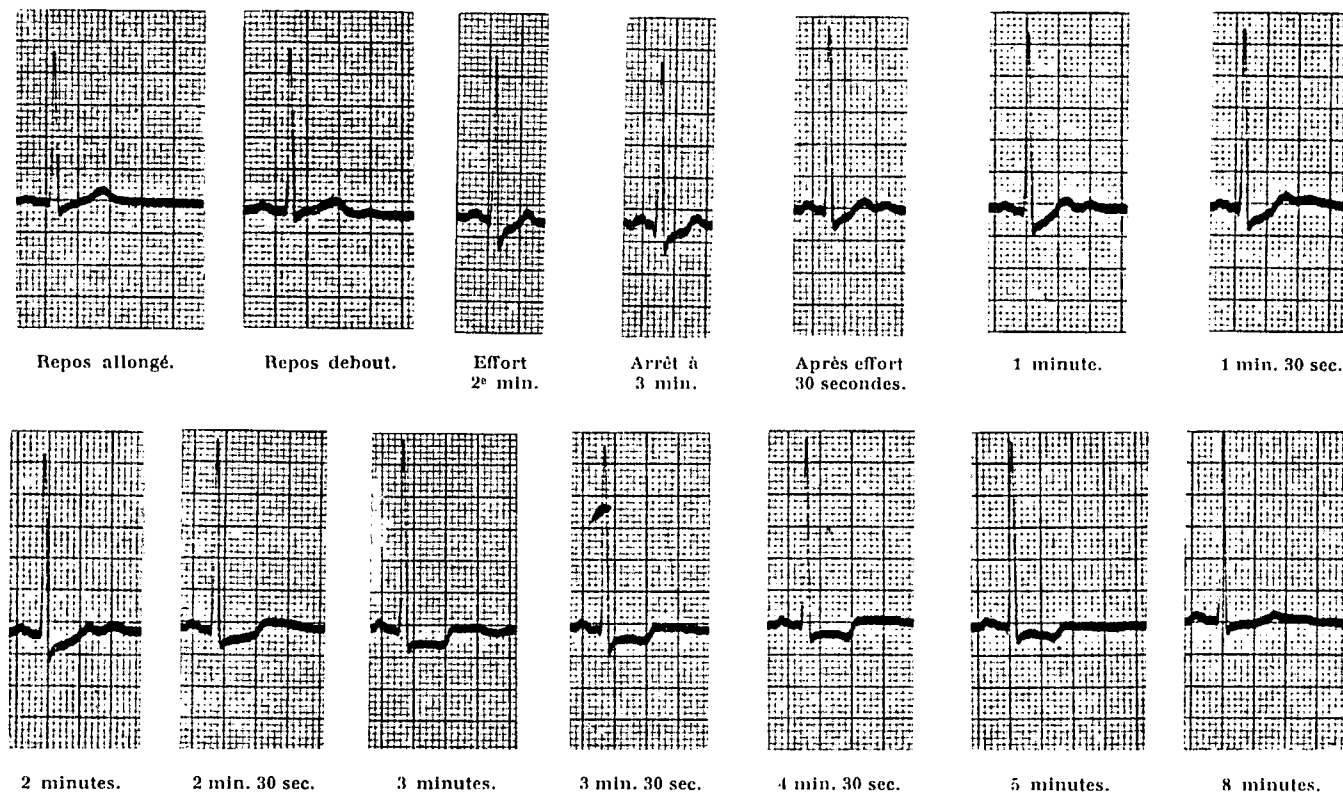 Repos allongé.
Repos debout.
Effort
2e min.
Arrêt à
3 min.
Après effort
30 secondes.
1 minute.
1 min. 30 sec.
2 minutes.
2 min. 30 sec.
3 minutes.
3 min. 30 sec.
4 min. 30 sec.
5 minutes.
8 minutes.